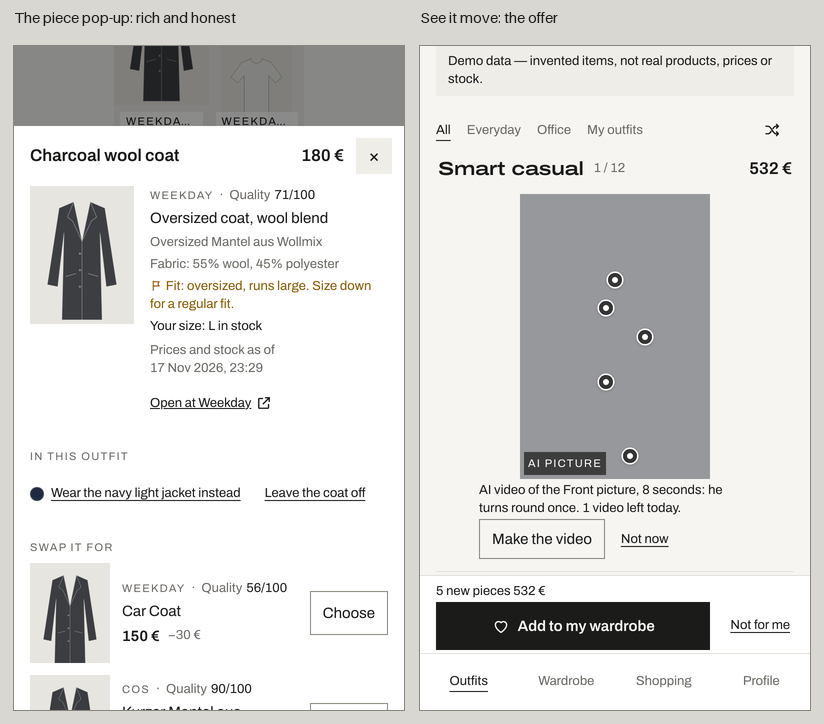 The piece pop-up: rich and honest
WEEKDA...
WEEKDA...
Charcoal wool coat
180 €
×
WEEKDAY · Quality 71/100
Oversized coat, wool blend
Oversized Mantel aus Wollmix
Fabric: 55% wool, 45% polyester
Fit: oversized, runs large. Size down
for a regular fit.
Your size: L in stock
Prices and stock as of
17 Nov 2026, 23:29
Open at Weekday
IN THIS OUTFIT
Wear the navy light jacket instead
Leave the coat off
SWAP IT FOR
WEEKDAY · Quality 56/100
Car Coat
150 € −30 €
Choose
COS · Quality 90/100
Kurzer Mantel aus
See it move: the offer
Demo data — invented items, not real products, prices or
stock.
All
Everyday
Office
My outfits
Smart casual
1 / 12
532 €
AI PICTURE
AI video of the Front picture, 8 seconds: he
turns round once. 1 video left today.
Make the video
Not now
5 new pieces 532 €
Add to my wardrobe
Not for me
Outfits
Wardrobe
Shopping
Profile